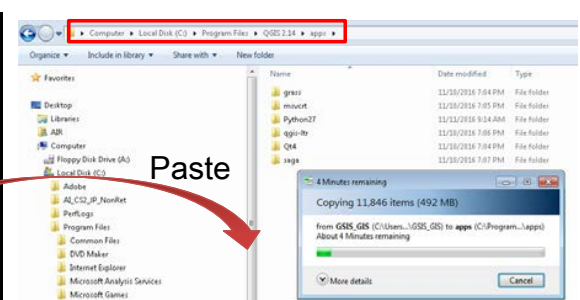 Computer ▸ Local Disk (C:) ▸ Program Files ▸ QGIS 2.14 ▸ apps ▸
Organize ▾ Include in library ▾ Share with ▾ New folder
Favorites
Desktop
Libraries
AIR
Computer
Floppy Disk Drive (A:)
Local Disk (C:)
Adobe
AI_CS2_IP_NonRet
PerfLogs
Program Files
Common Files
DVD Maker
Internet Explorer
Microsoft Analysis Services
Microsoft Games
Paste
Name Date modified Type
grass 11/10/2016 7:04 PM File folder
msvcrt 11/10/2016 7:05 PM File folder
Python27 11/11/2016 9:14 AM File folder
qgis-ltr 11/10/2016 7:06 PM File folder
Qt4 11/10/2016 7:04 PM File folder
saga 11/10/2016 7:07 PM File folder
4 Minutes remaining
Copying 11,846 items (492 MB)
from GSIS_GIS (C:\Users...\GSIS_GIS) to apps (C:\Program...\apps)
About 4 Minutes remaining
More details Cancel